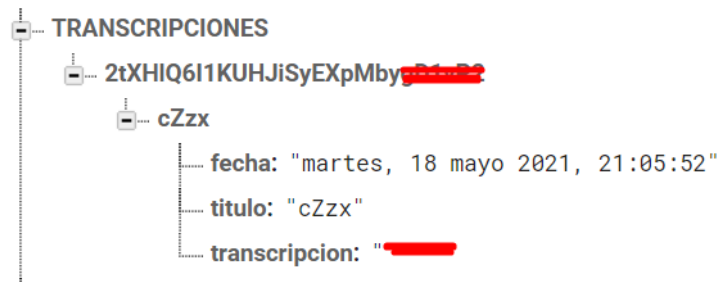 TRANSCRIPCIONES
2tXHIQ6I1KUHJiSyEXpMby
cZzx
fecha: "martes, 18 mayo 2021, 21:05:52"
titulo: "cZzx"
transcripcion: "